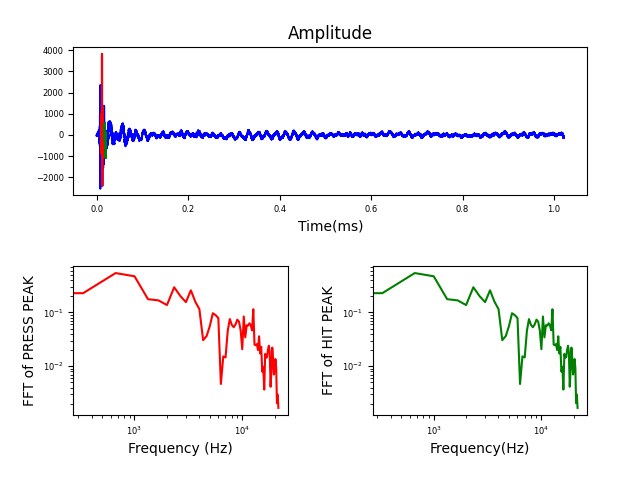 Amplitude
4000
3000
2000
1000
0
−1000
−2000
0.0 0.2 0.4 0.6 0.8 1.0
Time(ms)
FFT of PRESS PEAK
10⁻¹
10⁻²
10³ 10⁴
Frequency (Hz)
FFT of HIT PEAK
10⁻¹
10⁻²
10³ 10⁴
Frequency(Hz)